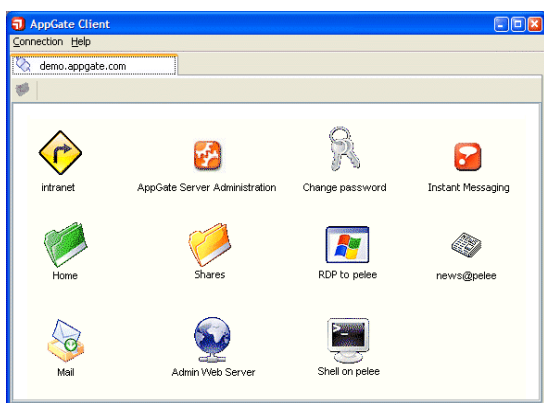 AppGate Client
Connection Help
demo.appgate.com
intranet
AppGate Server Administration
Change password
Instant Messaging
Home
Shares
RDP to pelee
news@pelee
Mail
Admin Web Server
Shell on pelee